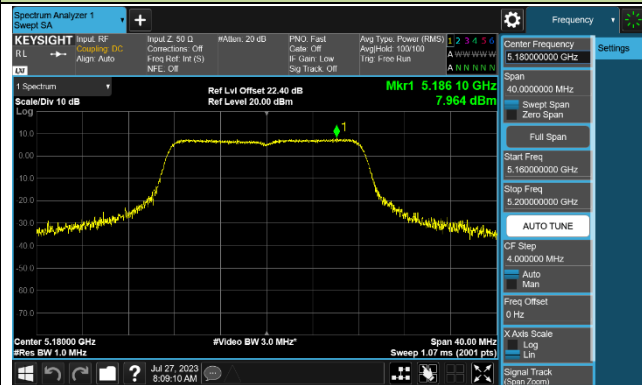 Spectrum Analyzer 1
Swept SA
Frequency
KEYSIGHT
RL
LXI
Input: RF
Coupling: DC
Align: Auto
Input Z: 50 Ω
Corrections: Off
Freq Ref: Int (S)
NFE: Off
#Atten: 20 dB
PNO: Fast
Gate: Off
IF Gain: Low
Sig Track: Off
Avg Type: Power (RMS)
Avg|Hold: 100/100
Trig: Free Run
1 2 3 4 5 6
A W W W W W
A N N N N N
Center Frequency
5.18000000 GHz
Settings
Span
40.0000000 MHz
Swept Span
Zero Span
Full Span
Start Freq
5.160000000 GHz
Stop Freq
5.200000000 GHz
AUTO TUNE
CF Step
4.000000 MHz
Auto
Man
Freq Offset
0 Hz
X Axis Scale
Log
Lin
Signal Track
(Span Zoom)
1 Spectrum
Scale/Div 10 dB
Log
Ref Lvl Offset 22.40 dB
Ref Level 20.00 dBm
Mkr1 5.186 10 GHz
7.964 dBm
1
10.0
0.00
-10.0
-20.0
-30.0
-40.0
-50.0
-60.0
-70.0
Center 5.18000 GHz
#Res BW 1.0 MHz
#Video BW 3.0 MHz*
Span 40.00 MHz
Sweep 1.07 ms (2001 pts)
?
Jul 27, 2023
8:09:10 AM